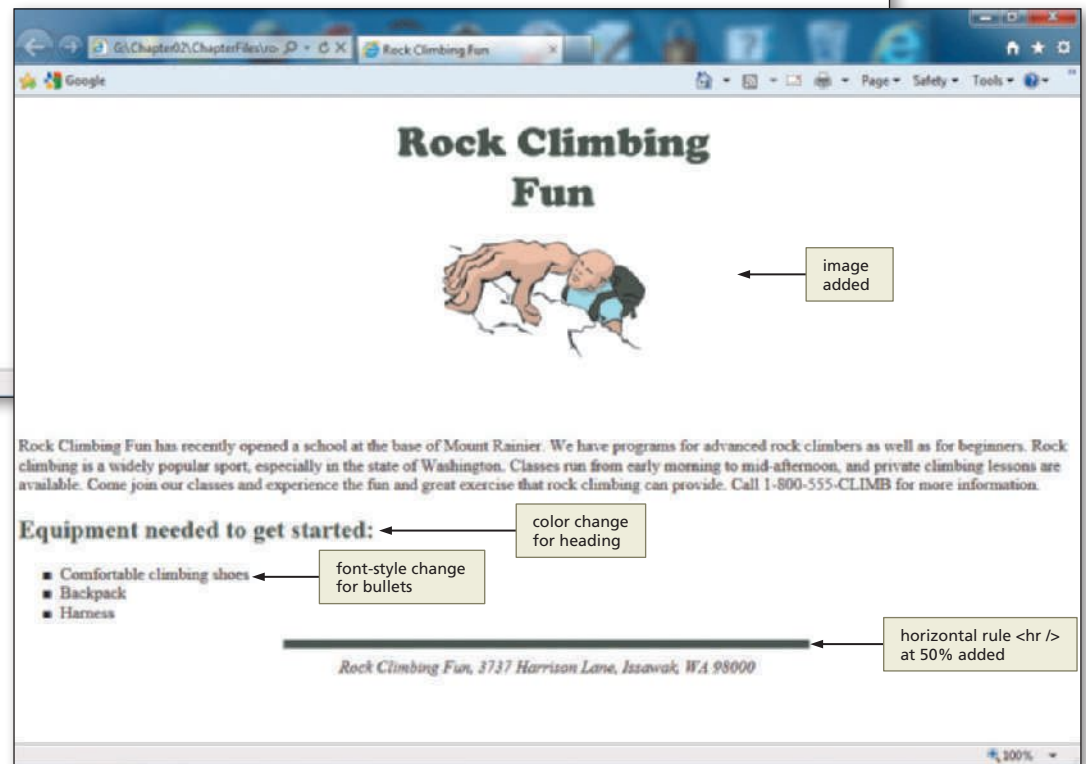 G:\Chapter02\ChapterFiles\ro
Rock Climbing Fun
Google
Page
Safety
Tools
Rock Climbing
Fun
image
added
Rock Climbing Fun has recently opened a school at the base of Mount Rainier. We have programs for advanced rock climbers as well as for beginners. Rock
climbing is a widely popular sport, especially in the state of Washington. Classes run from early morning to mid-afternoon, and private climbing lessons are
available. Come join our classes and experience the fun and great exercise that rock climbing can provide. Call 1-800-555-CLIMB for more information.
Equipment needed to get started:
color change
for heading
Comfortable climbing shoes
font-style change
for bullets
Backpack
Harness
horizontal rule <hr />
at 50% added
Rock Climbing Fun, 3737 Harrison Lane, Issawak, WA 98000
100%